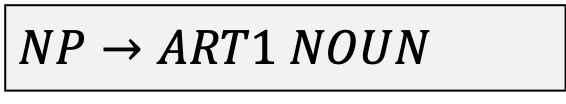 NP → ART1 NOUN